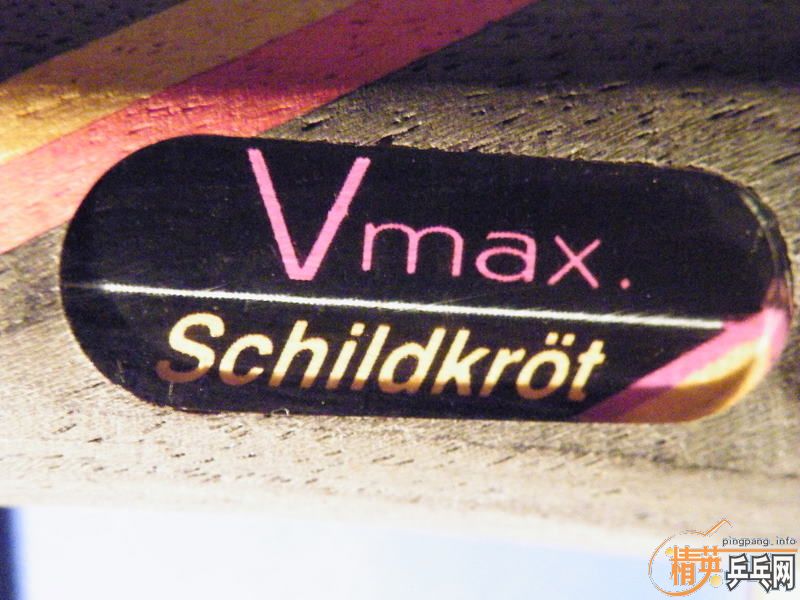 Vmax.
Schildkröt
pingpang.info
精英乒乓网